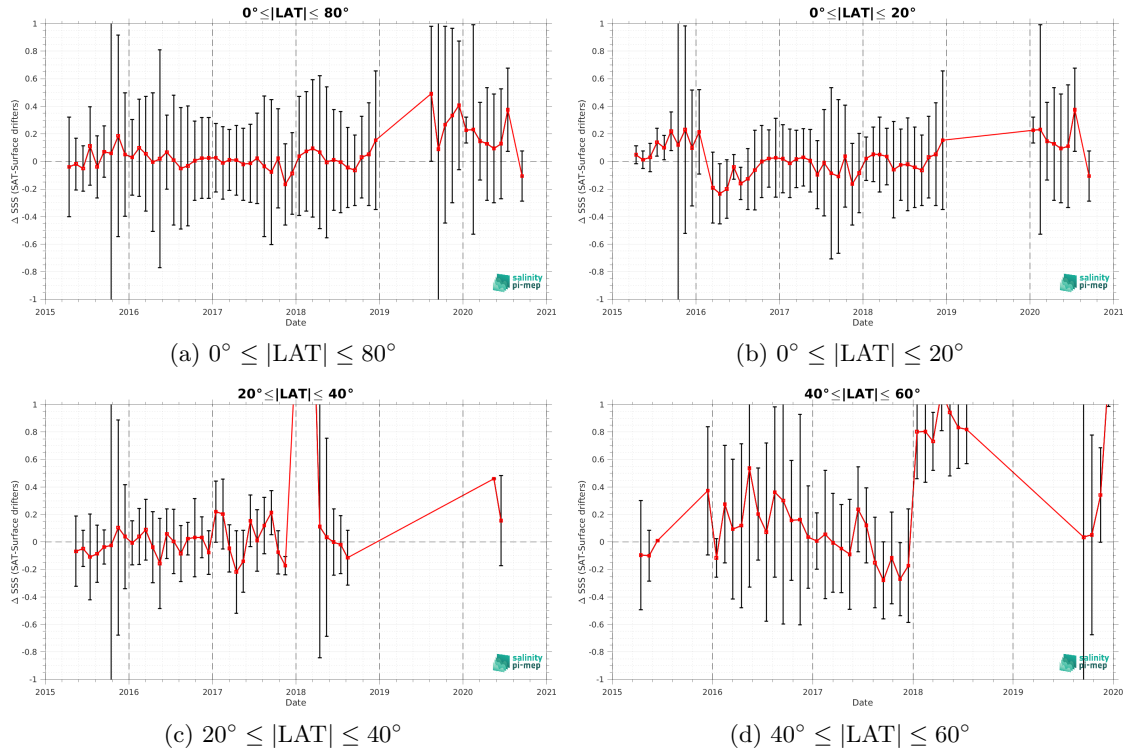 0°≤|LAT|≤ 80°
1
0.8
0.6
0.4
0.2
0
-0.2
-0.4
-0.6
-0.8
-1
Δ SSS (SAT-Surface drifters)
2015
2016
2017
2018
2019
2020
2021
Date
salinity
pi-mep
(a) 0° ≤ |LAT| ≤ 80°
0°≤|LAT|≤ 20°
1
0.8
0.6
0.4
0.2
0
-0.2
-0.4
-0.6
-0.8
-1
Δ SSS (SAT-Surface drifters)
2015
2016
2017
2018
2019
2020
2021
Date
salinity
pi-mep
(b) 0° ≤ |LAT| ≤ 20°
20°≤|LAT|≤ 40°
1
0.8
0.6
0.4
0.2
0
-0.2
-0.4
-0.6
-0.8
-1
Δ SSS (SAT-Surface drifters)
2015
2016
2017
2018
2019
2020
2021
Date
salinity
pi-mep
(c) 20° ≤ |LAT| ≤ 40°
40°≤|LAT|≤ 60°
1
0.8
0.6
0.4
0.2
0
-0.2
-0.4
-0.6
-0.8
-1
Δ SSS (SAT-Surface drifters)
2015
2016
2017
2018
2019
2020
Date
salinity
pi-mep
(d) 40° ≤ |LAT| ≤ 60°